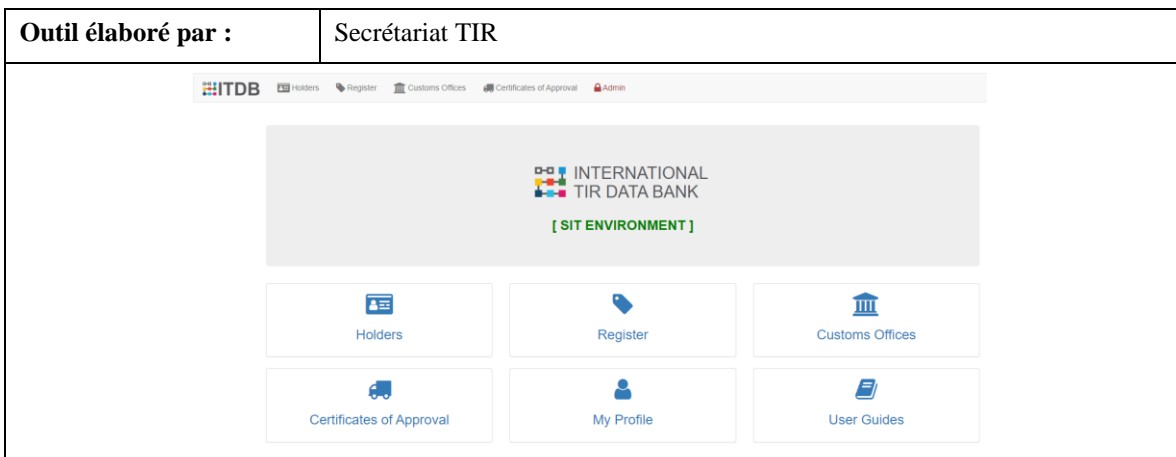 Outil élaboré par : Secrétariat TIR
ITDB Holders Register Customs Offices Certificates of Approval Admin
INTERNATIONAL
TIR DATA BANK
[ SIT ENVIRONMENT ]
Holders Register Customs Offices
Certificates of Approval My Profile User Guides